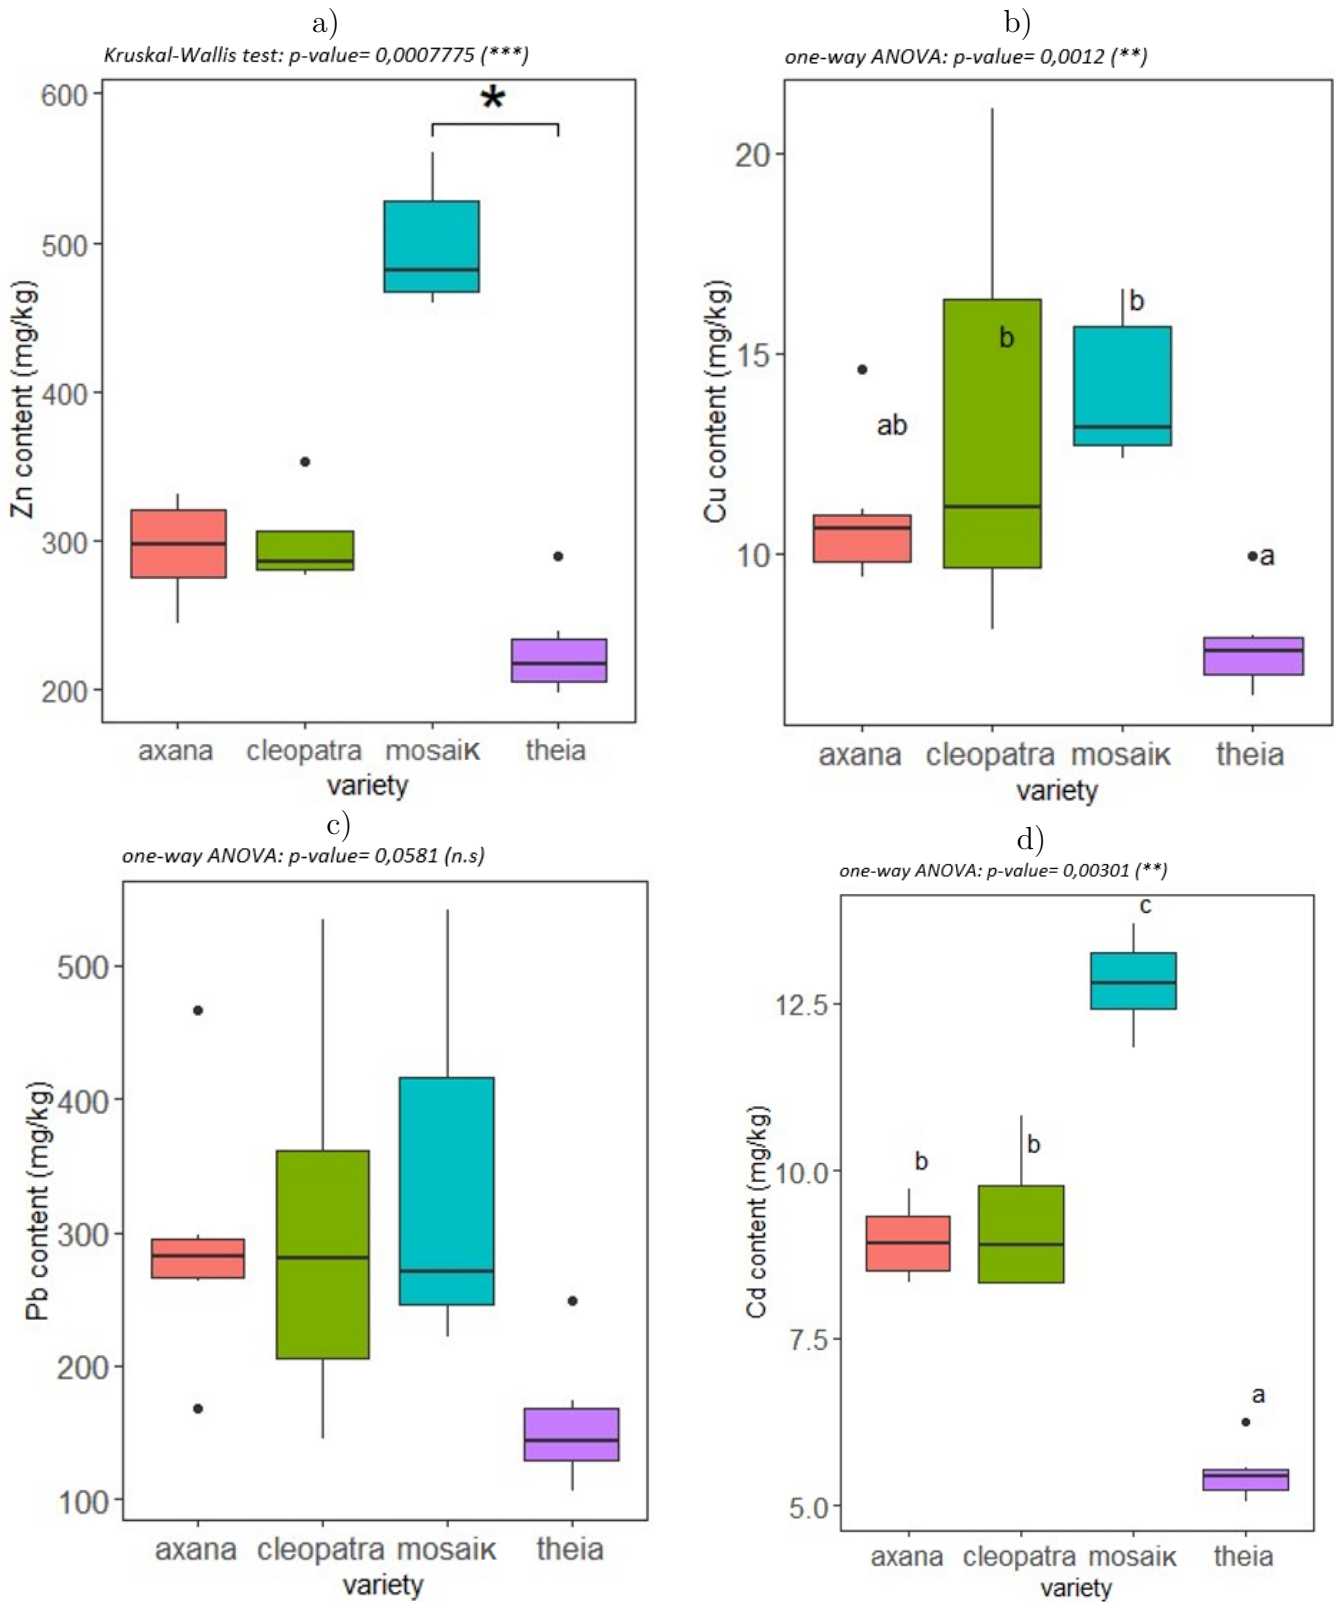 a)
Kruskal-Wallis test: p-value= 0,0007775 (***)
*
600
500
400
300
200
Zn content (mg/kg)
axana cleopatra mosaiк theia
variety
b)
one-way ANOVA: p-value= 0,0012 (**)
20
15
10
Cu content (mg/kg)
ab
b
b
a
axana cleopatra mosaiк theia
variety
c)
one-way ANOVA: p-value= 0,0581 (n.s)
500
400
300
200
100
Pb content (mg/kg)
axana cleopatra mosaiк theia
variety
d)
one-way ANOVA: p-value= 0,00301 (**)
12.5
10.0
7.5
5.0
Cd content (mg/kg)
b
b
c
a
axana cleopatra mosaiк theia
variety